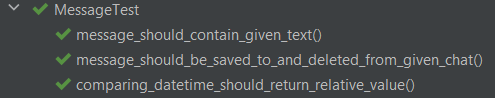 MessageTest
message_should_contain_given_text()
message_should_be_saved_to_and_deleted_from_given_chat()
comparing_datetime_should_return_relative_value()